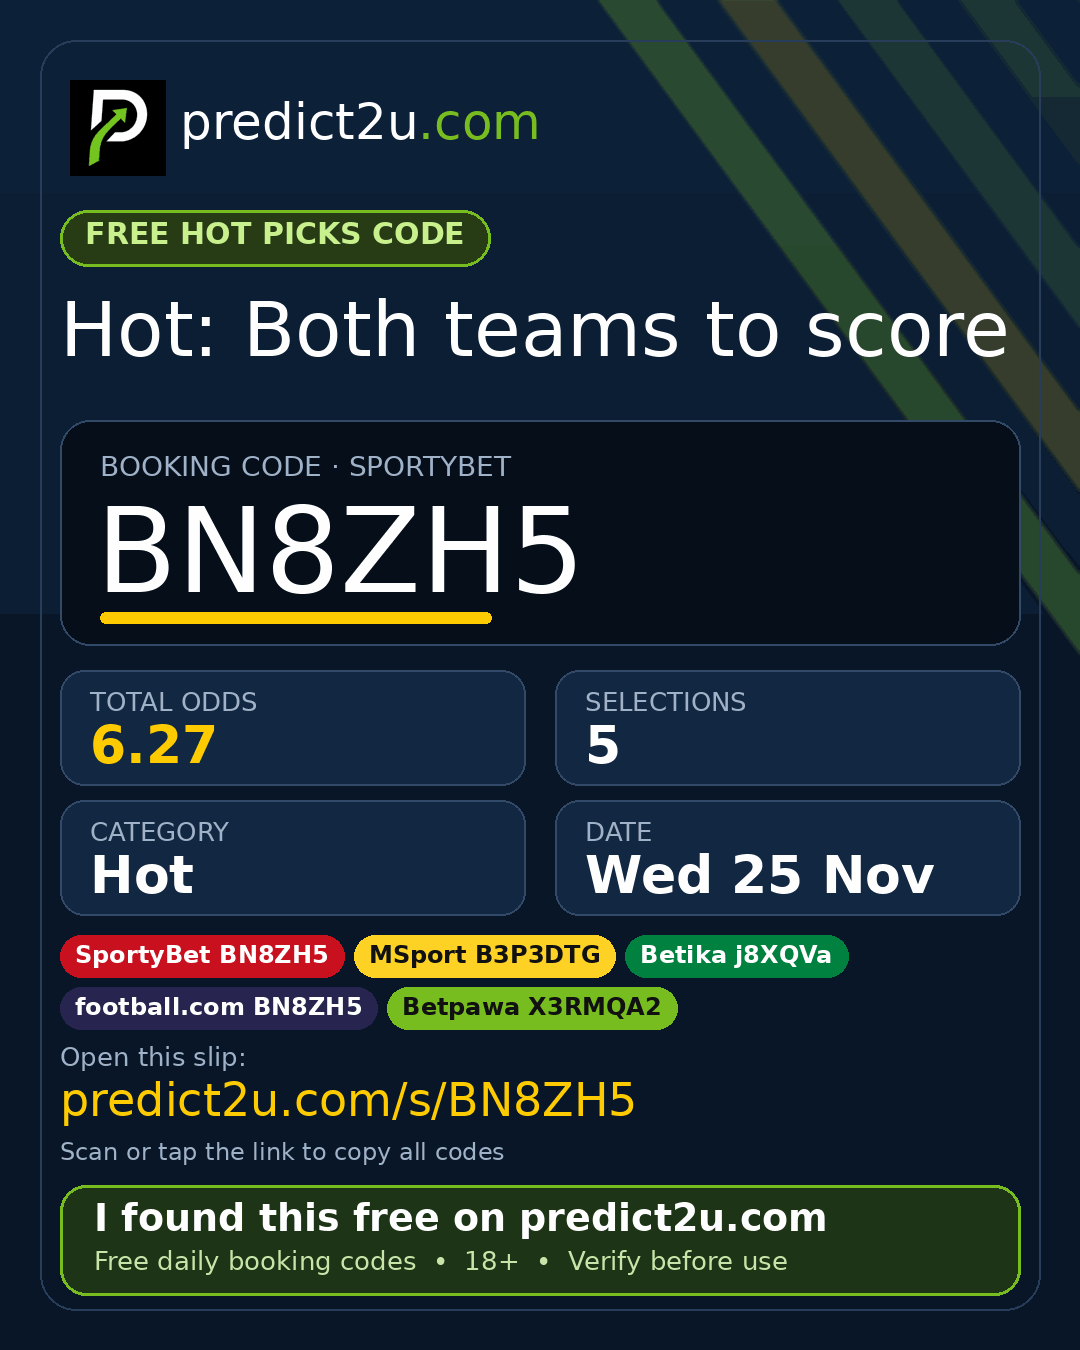 predict2u.com
FREE HOT PICKS CODE
Hot: Both teams to score
BOOKING CODE · SPORTYBET
BN8ZH5
TOTAL ODDS
6.27
SELECTIONS
5
CATEGORY
Hot
DATE
Wed 25 Nov
SportyBet BN8ZH5
MSport B3P3DTG
Betika j8XQVa
football.com BN8ZH5
Betpawa X3RMQA2
Open this slip:
predict2u.com/s/BN8ZH5
Scan or tap the link to copy all codes
I found this free on predict2u.com
Free daily booking codes • 18+ • Verify before use